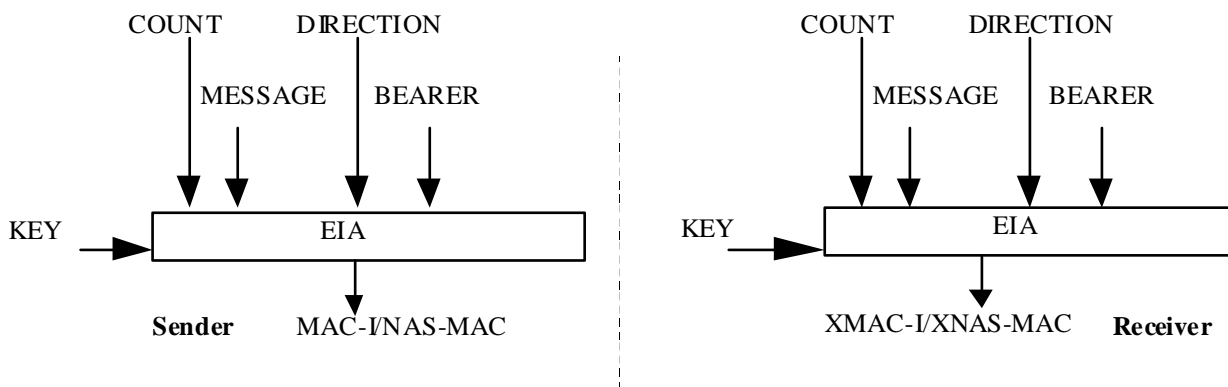 COUNT DIRECTION
MESSAGE BEARER
KEY EIA
Sender MAC-I/NAS-MAC
COUNT DIRECTION
MESSAGE BEARER
KEY EIA
XMAC-I/XNAS-MAC Receiver